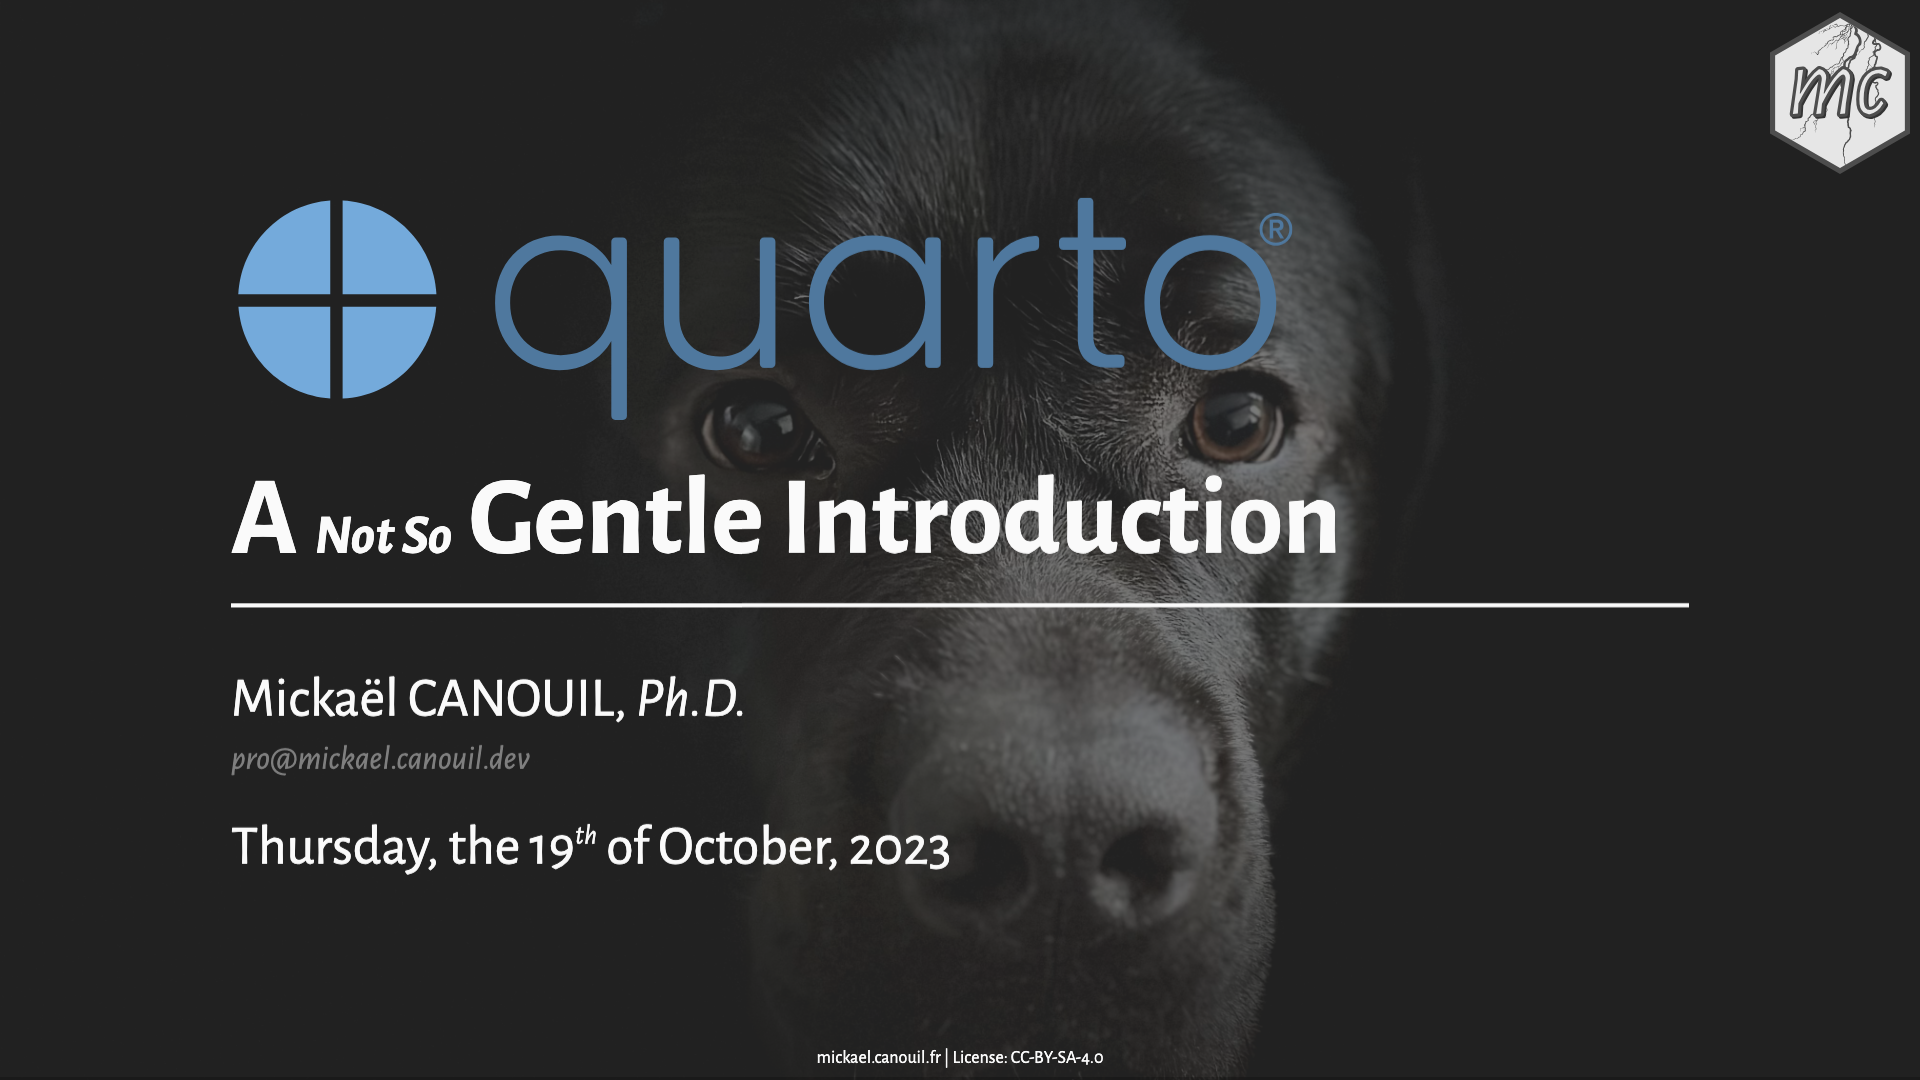 mc
quarto®
A Not So Gentle Introduction
Mickaël CANOUIL, Ph.D.
pro@mickael.canouil.dev
Thursday, the 19th of October, 2023
mickael.canouil.fr | License: CC-BY-SA-4.0